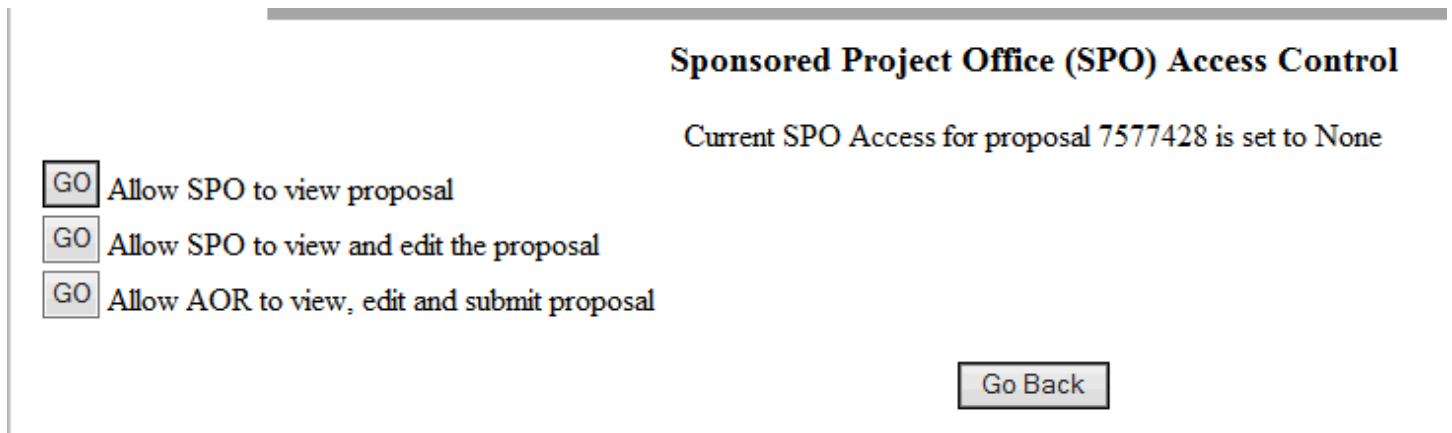 Sponsored Project Office (SPO) Access Control
Current SPO Access for proposal 7577428 is set to None
GO Allow SPO to view proposal
GO Allow SPO to view and edit the proposal
GO Allow AOR to view, edit and submit proposal
Go Back